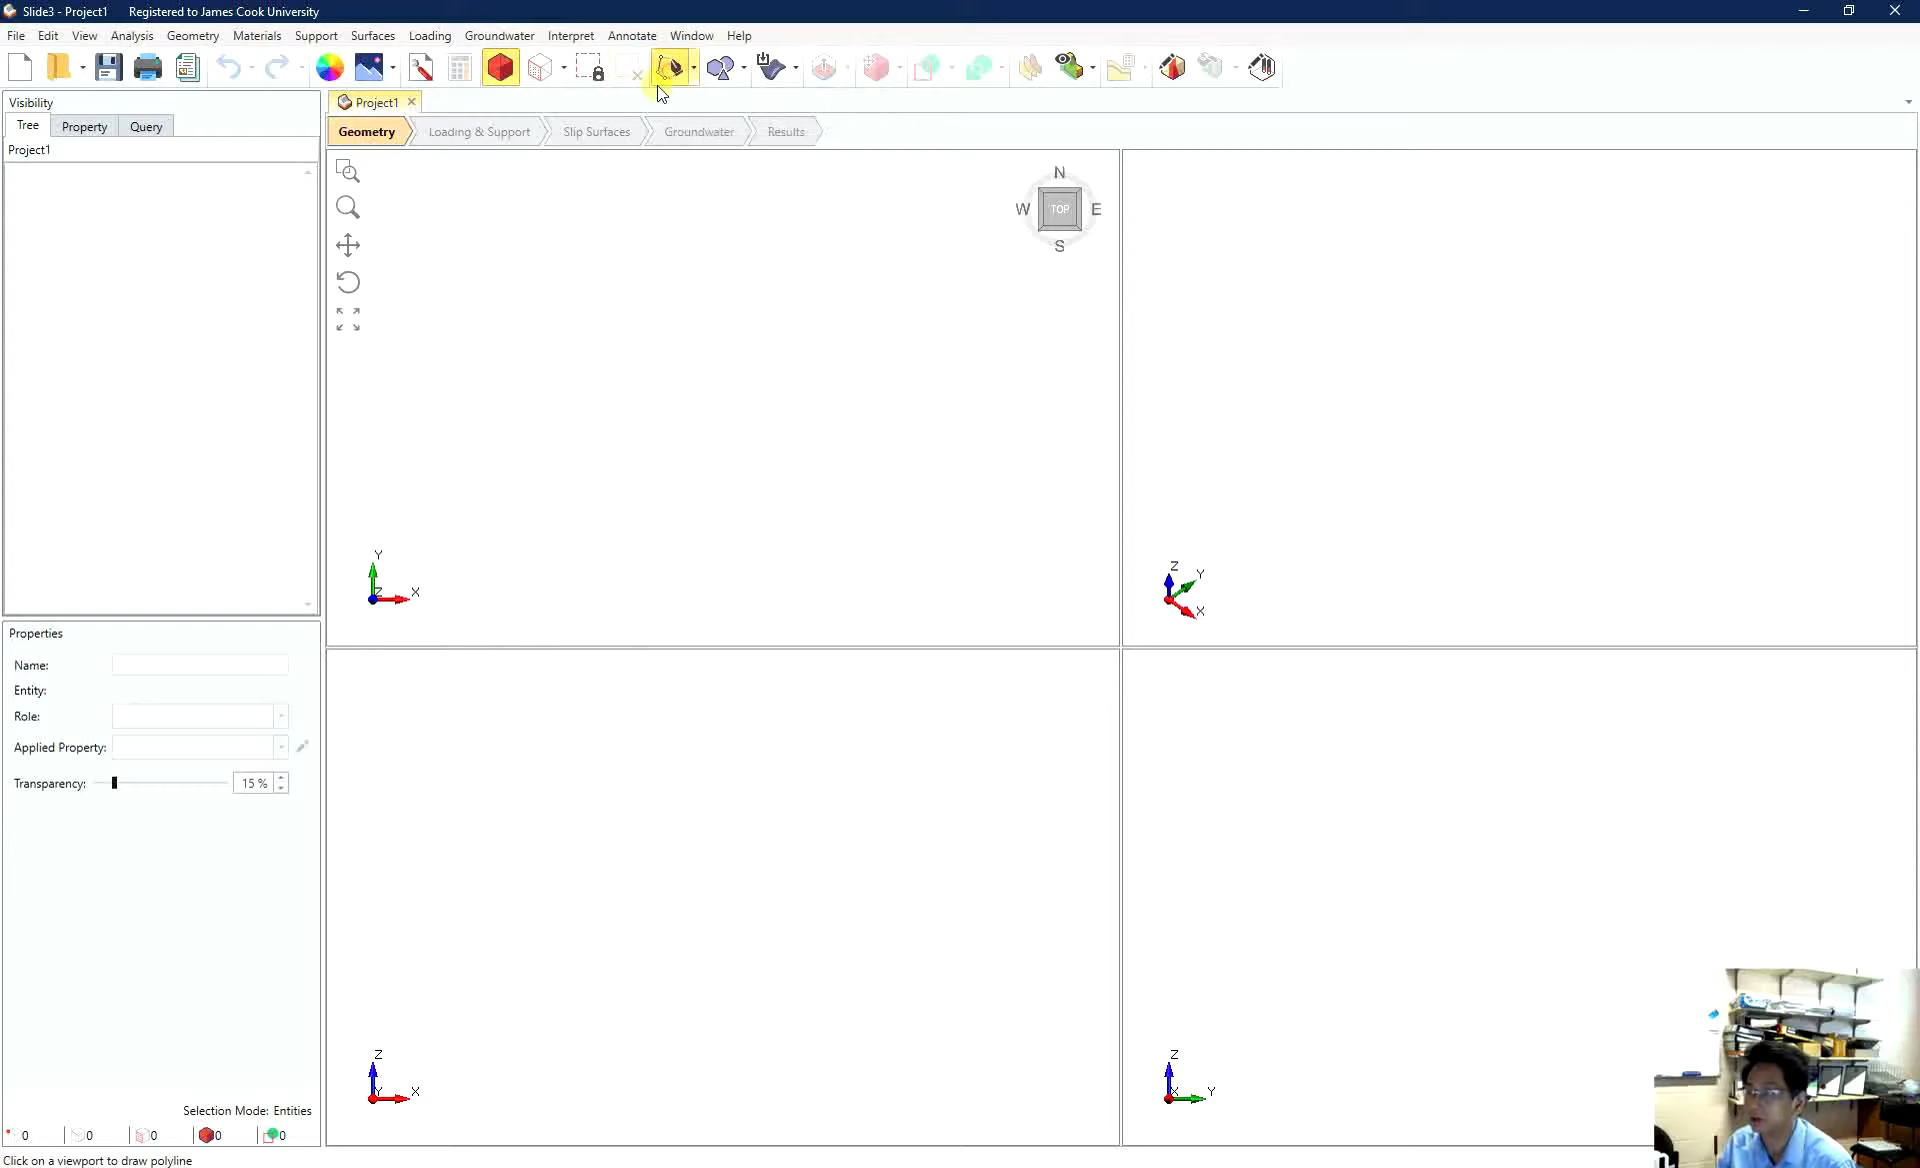 Slide3 - Project1 Registered to James Cook University
File Edit View Analysis Geometry Materials Support Surfaces Loading Groundwater Interpret Annotate Window Help
Visibility
Tree Property Query
Project1
Project1
Geometry Loading & Support Slip Surfaces Groundwater Results
N
W TOP E
S
Y
Z X
Z Y
X
Properties
Name:
Entity:
Role:
Applied Property:
Transparency: 15 %
Z
Y X
Z
X Y
Selection Mode: Entities
0 0 0 0 0
Click on a viewport to draw polyline